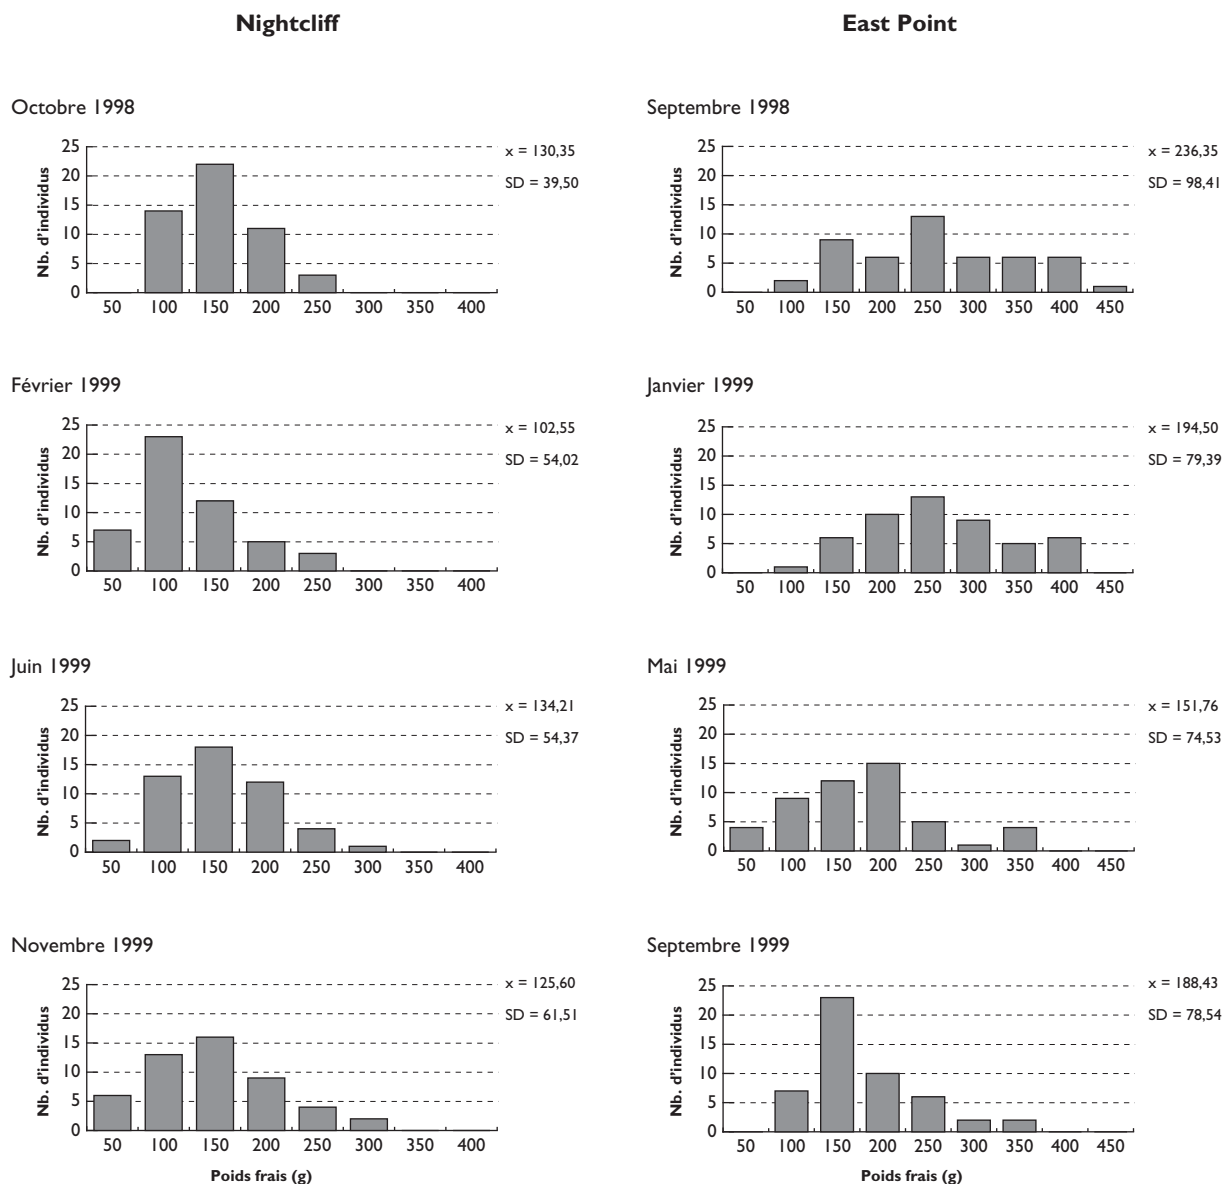 Nightcliff
East Point
Octobre 1998
Nb. d'individus
25
20
15
10
5
0
50 100 150 200 250 300 350 400
x = 130,35
SD = 39,50
Septembre 1998
Nb. d'individus
25
20
15
10
5
0
50 100 150 200 250 300 350 400 450
x = 236,35
SD = 98,41
Février 1999
Nb. d'individus
25
20
15
10
5
0
50 100 150 200 250 300 350 400
x = 102,55
SD = 54,02
Janvier 1999
Nb. d'individus
25
20
15
10
5
0
50 100 150 200 250 300 350 400 450
x = 194,50
SD = 79,39
Juin 1999
Nb. d'individus
25
20
15
10
5
0
50 100 150 200 250 300 350 400
x = 134,21
SD = 54,37
Mai 1999
Nb. d'individus
25
20
15
10
5
0
50 100 150 200 250 300 350 400 450
x = 151,76
SD = 74,53
Novembre 1999
Nb. d'individus
25
20
15
10
5
0
50 100 150 200 250 300 350 400
Poids frais (g)
x = 125,60
SD = 61,51
Septembre 1999
Nb. d'individus
25
20
15
10
5
0
50 100 150 200 250 300 350 400 450
Poids frais (g)
x = 188,43
SD = 78,54